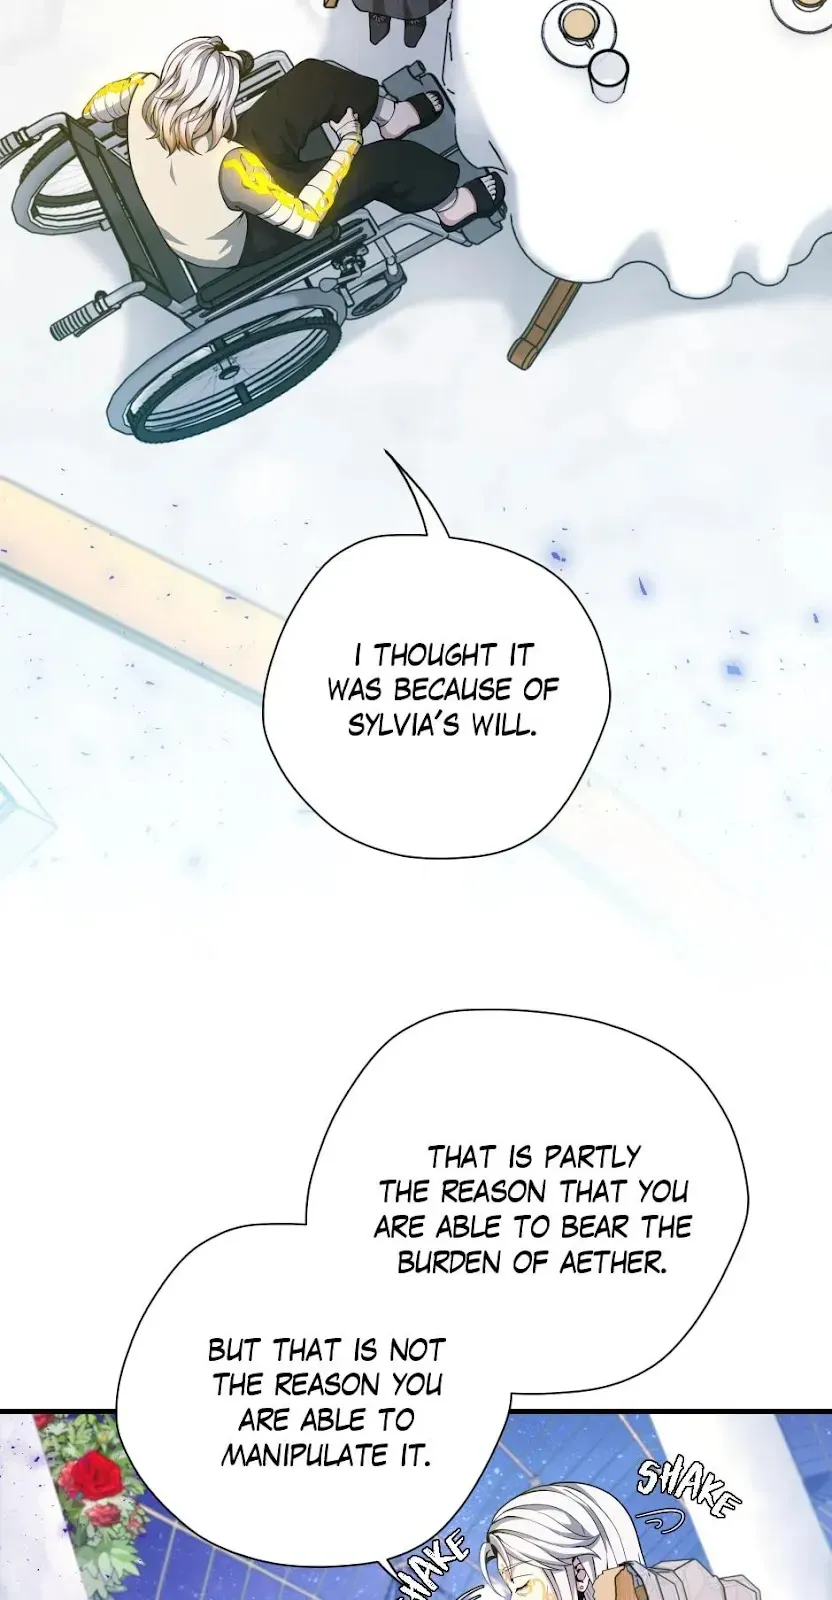 I THOUGHT IT
WAS BECAUSE OF
SYLVIA'S WILL.
THAT IS PARTLY
THE REASON THAT YOU
ARE ABLE TO BEAR THE
BURDEN OF AETHER.
BUT THAT IS NOT
THE REASON YOU
ARE ABLE TO
MANIPULATE IT.
SHAKE
SHAKE